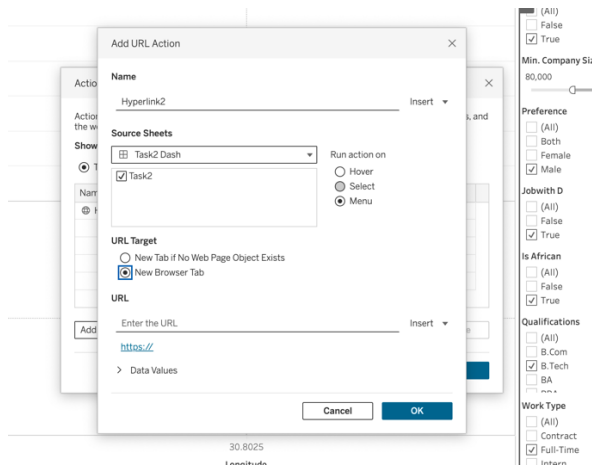 Add URL Action
Name
Hyperlink2
Insert
Source Sheets
Task2 Dash
Task2
Run action on
Hover
Select
Menu
URL Target
New Tab if No Web Page Object Exists
New Browser Tab
URL
Enter the URL
Insert
https://
Data Values
Cancel
OK
Actio
Action
the wo
s, and
Show
T
Nam
H
Add
30.8025
Longitude
(All)
False
True
Min. Company Siz
80,000
Preference
(All)
Both
Female
Male
Jobwith D
(All)
False
True
Is African
(All)
False
True
Qualifications
(All)
B.Com
B.Tech
BA
Work Type
(All)
Contract
Full-Time
Intern